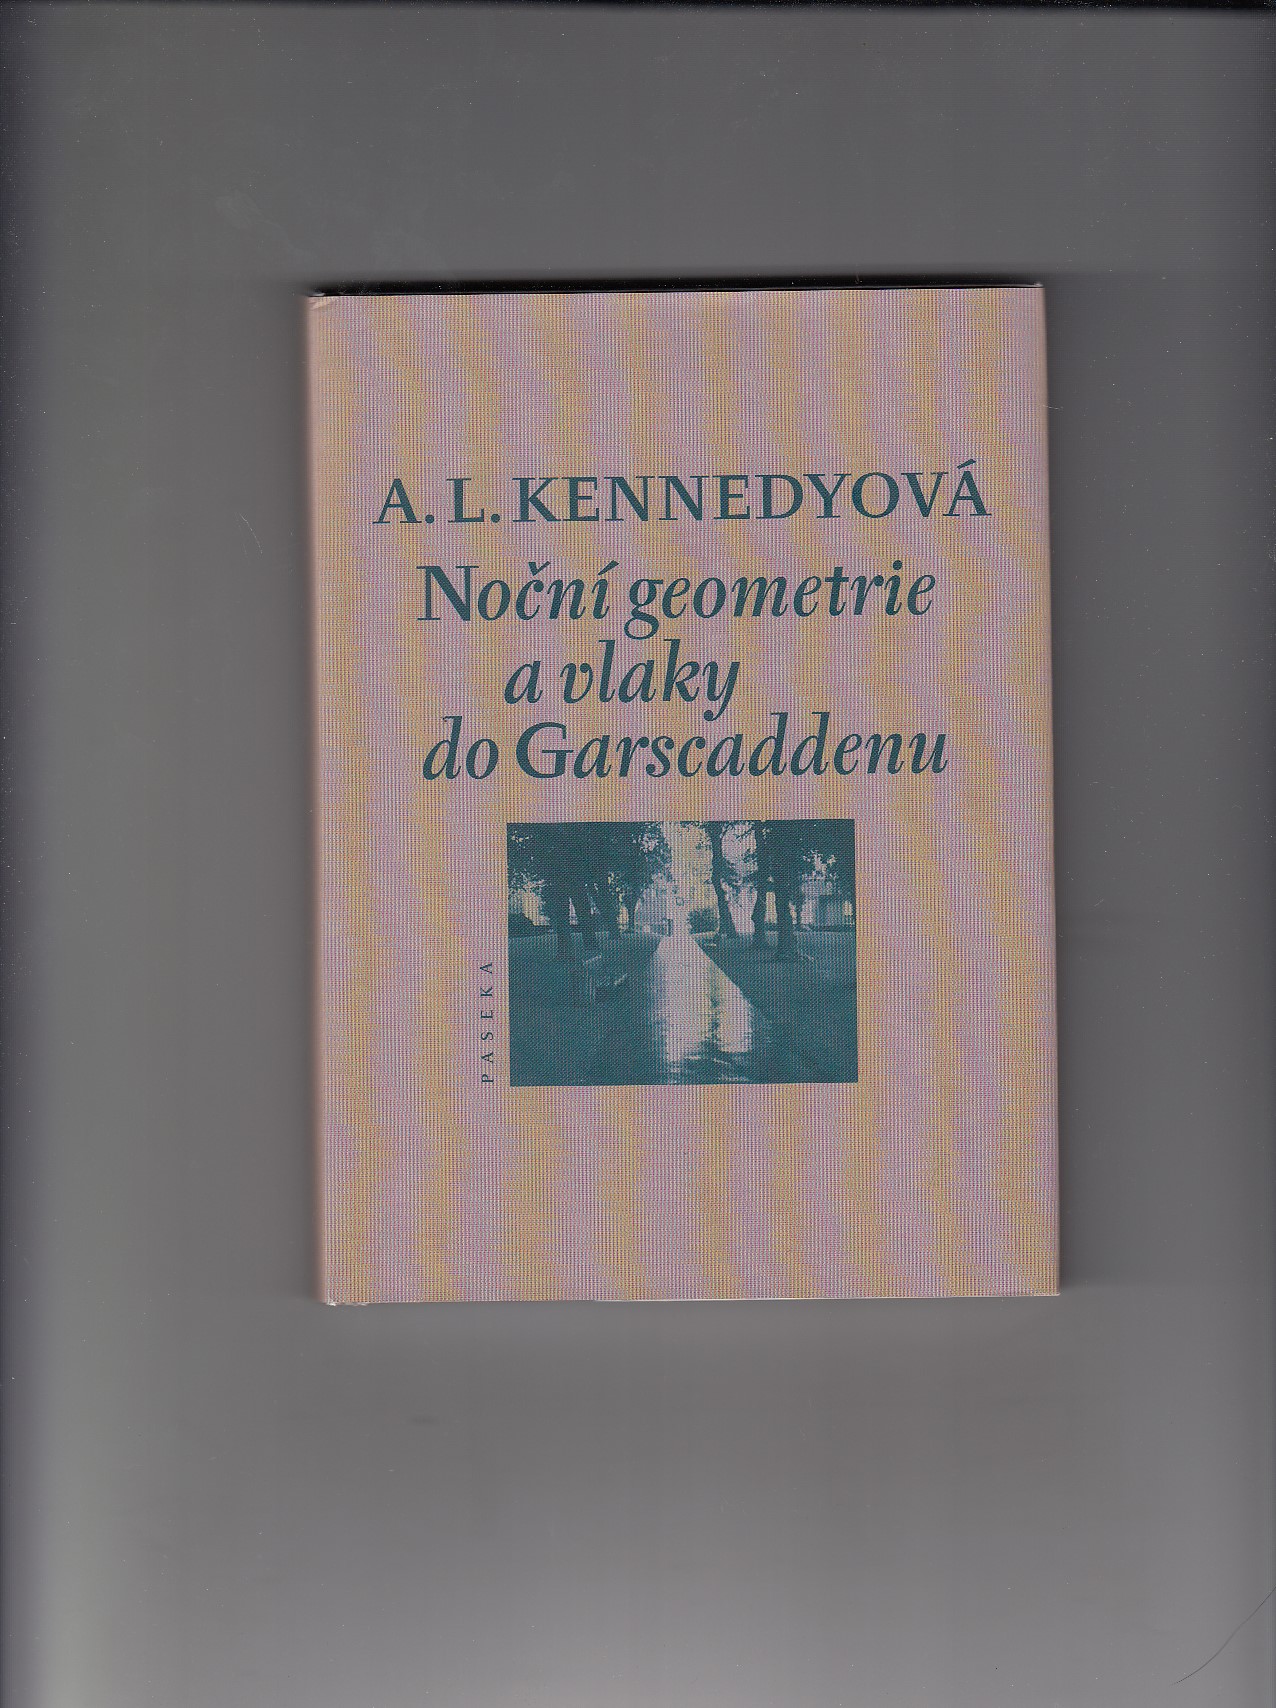 A. L. KENNEDYOVÁ
Noční geometrie
a vlaky
do Garscaddenu
PASEKA